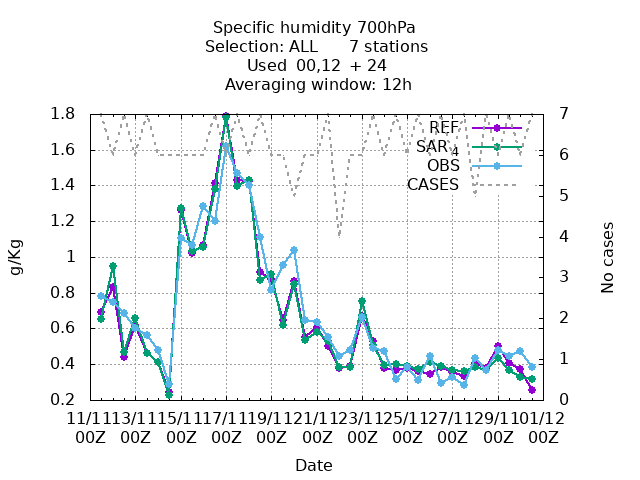 Specific humidity 700hPa
Selection: ALL 7 stations
Used 00,12 + 24
Averaging window: 12h
1.8
1.6
1.4
1.2
1
0.8
0.6
0.4
0.2
g/Kg
REF
SAR_4
OBS
CASES
7
6
5
4
3
2
1
0
No cases
11/11 13/11 15/11 17/11 19/11 21/11 23/11 25/11 27/11 29/11 01/12
00Z 00Z 00Z 00Z 00Z 00Z 00Z 00Z 00Z 00Z 00Z
Date